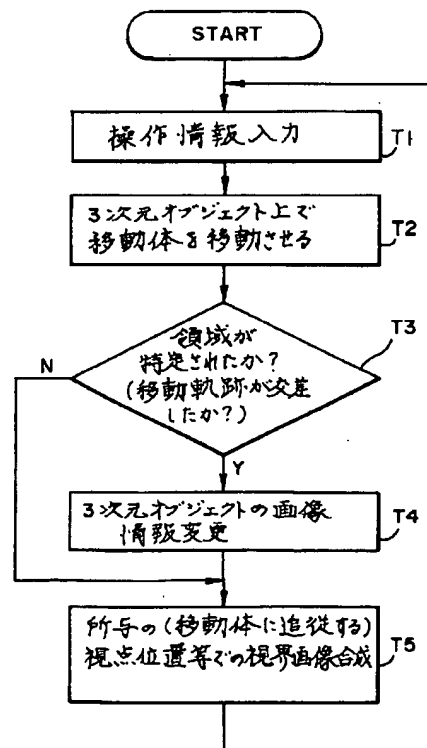 START
操作情報入力
T1
3次元オブジェクト上で
移動体を移動させる
T2
T3
領域が
特定されたか?
(移動軌跡が交差
したか?)
N
Y
3次元オブジェクトの画像
情報変更
T4
所与の(移動体に追従する)
視点位置等での視界画像合成
T5